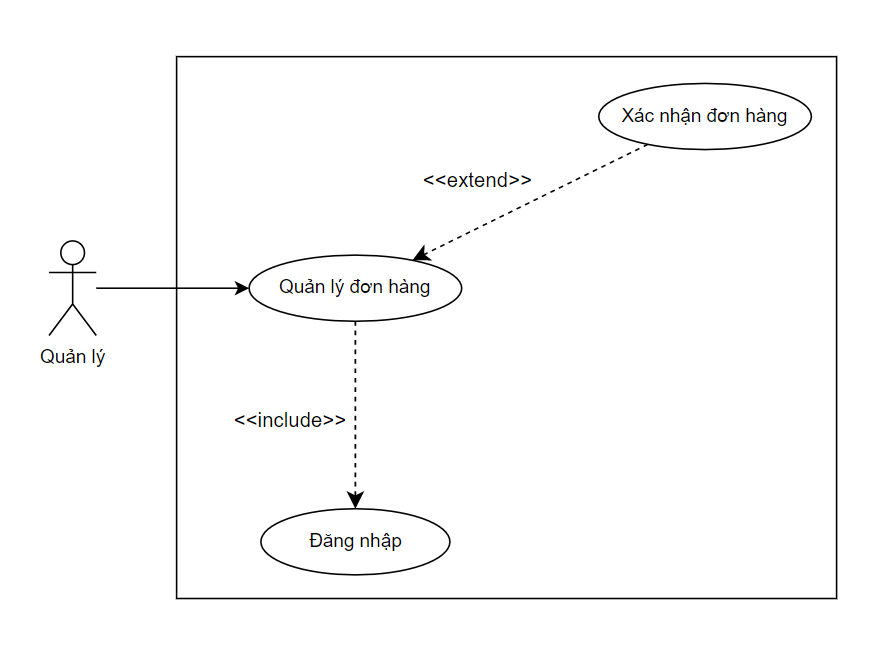 Xác nhận đơn hàng
<<extend>>
Quản lý đơn hàng
Quản lý
<<include>>
Đăng nhập